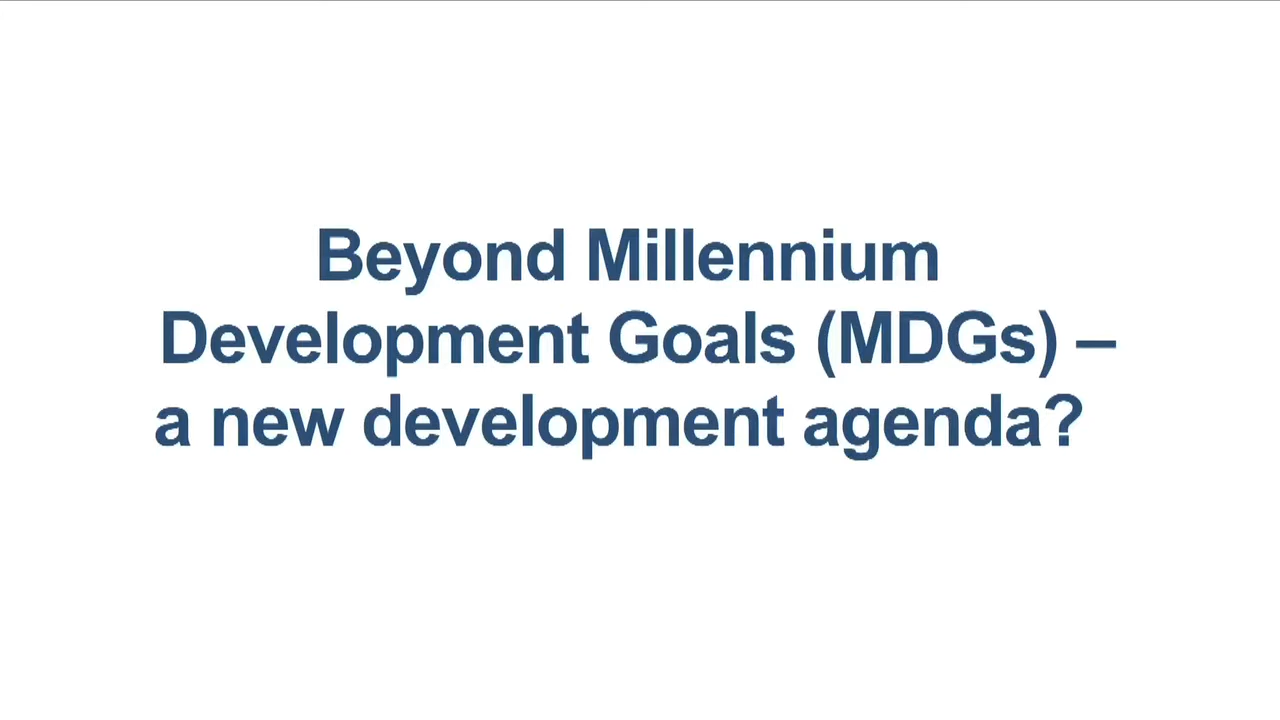 Beyond Millennium
Development Goals (MDGs) –
a new development agenda?